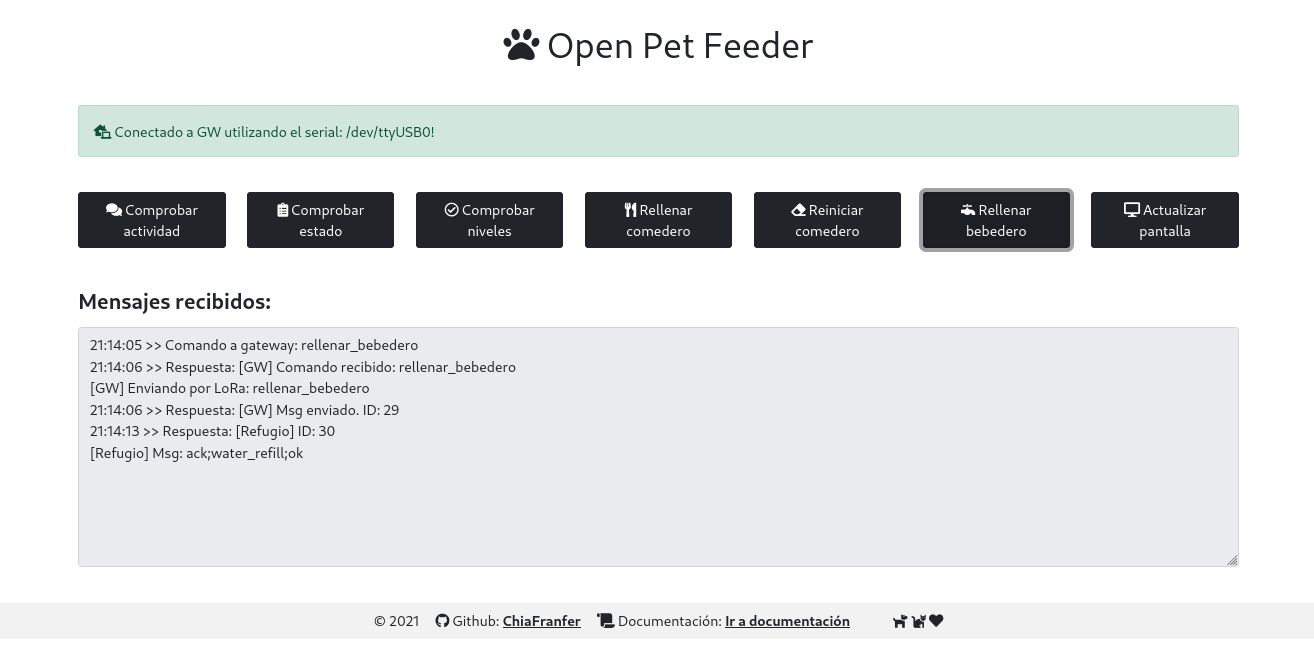 Open Pet Feeder
Conectado a GW utilizando el serial: /dev/ttyUSB0!
Comprobar
actividad
Comprobar
estado
Comprobar
niveles
Rellenar
comedero
Reiniciar
comedero
Rellenar
bebedero
Actualizar
pantalla
Mensajes recibidos:
21:14:05 >> Comando a gateway: rellenar_bebedero
21:14:06 >> Respuesta: [GW] Comando recibido: rellenar_bebedero
[GW] Enviando por LoRa: rellenar_bebedero
21:14:06 >> Respuesta: [GW] Msg enviado. ID: 29
21:14:13 >> Respuesta: [Refugio] ID: 30
[Refugio] Msg: ack;water_refill;ok
© 2021 Github: ChiaFranfer Documentación: Ir a documentación